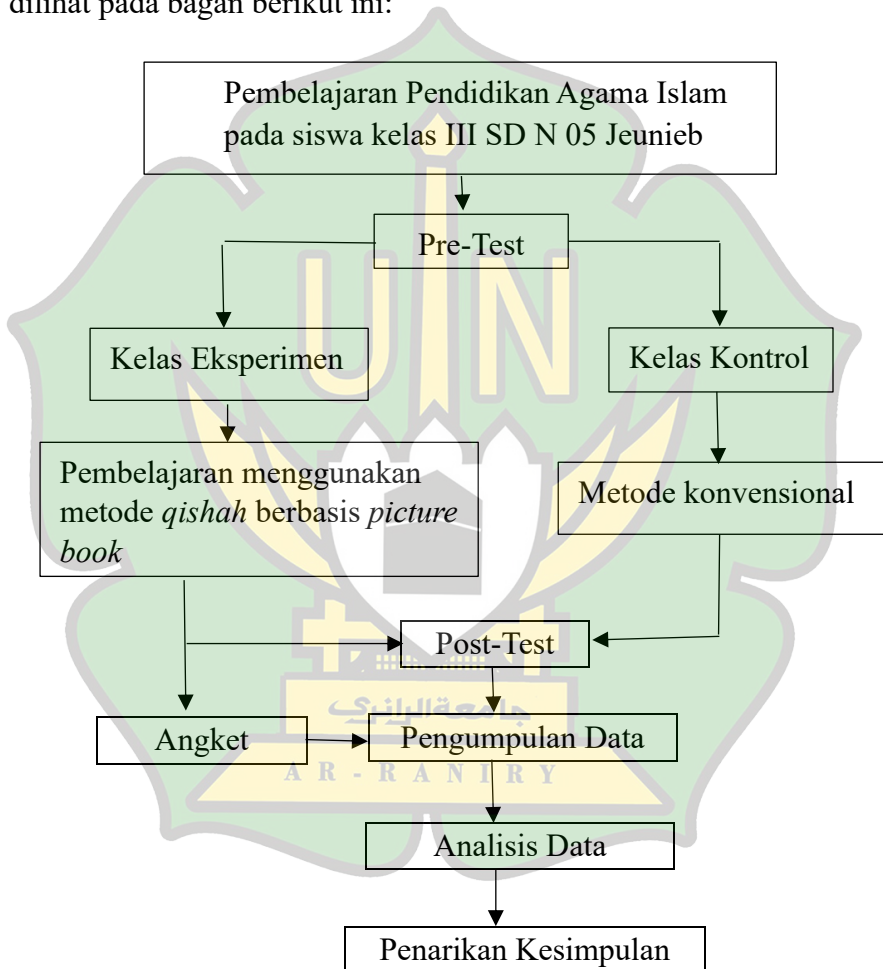 dilihat pada bagan berikut ini:
Pembelajaran Pendidikan Agama Islam
pada siswa kelas III SD N 05 Jeunieb
Pre-Test
UIN
Kelas Eksperimen
Kelas Kontrol
Pembelajaran menggunakan
metode qishah berbasis picture
book
Metode konvensional
Post-Test
جامعة الرانري
Angket
Pengumpulan Data
AR-RANIRY
Analisis Data
Penarikan Kesimpulan